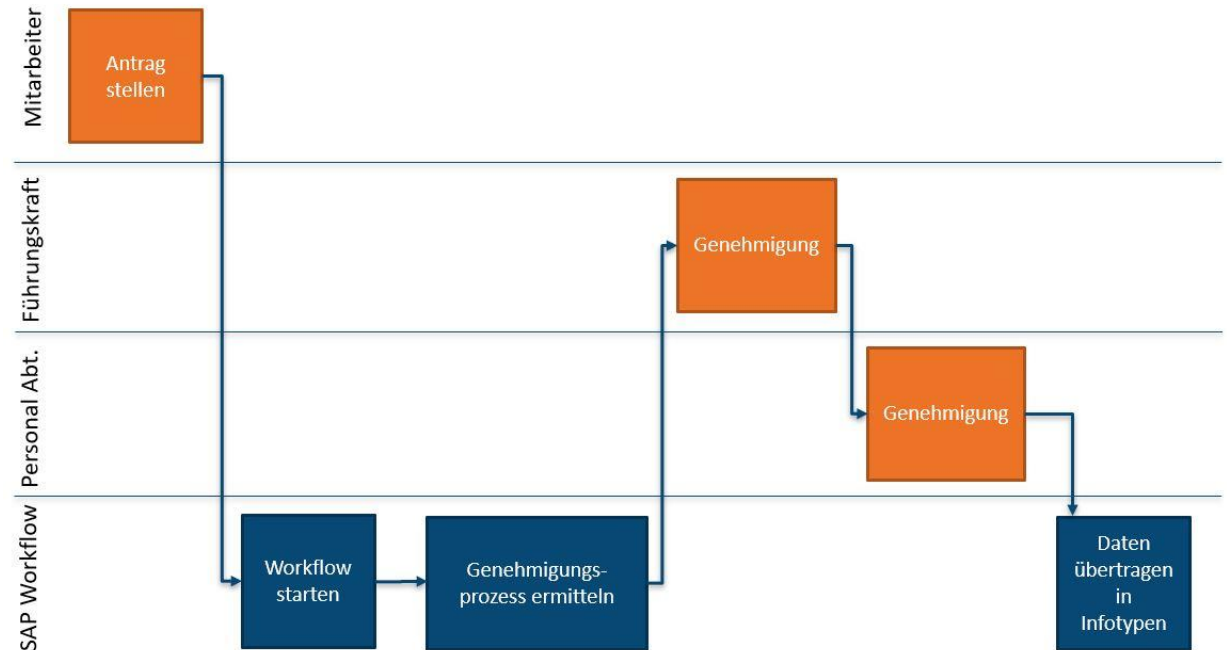 Mitarbeiter
Antrag
stellen
Führungskraft
Genehmigung
Personal Abt.
Genehmigung
SAP Workflow
Workflow
starten
Genehmigungs-
prozess ermitteln
Daten
übertragen
in
Infotypen